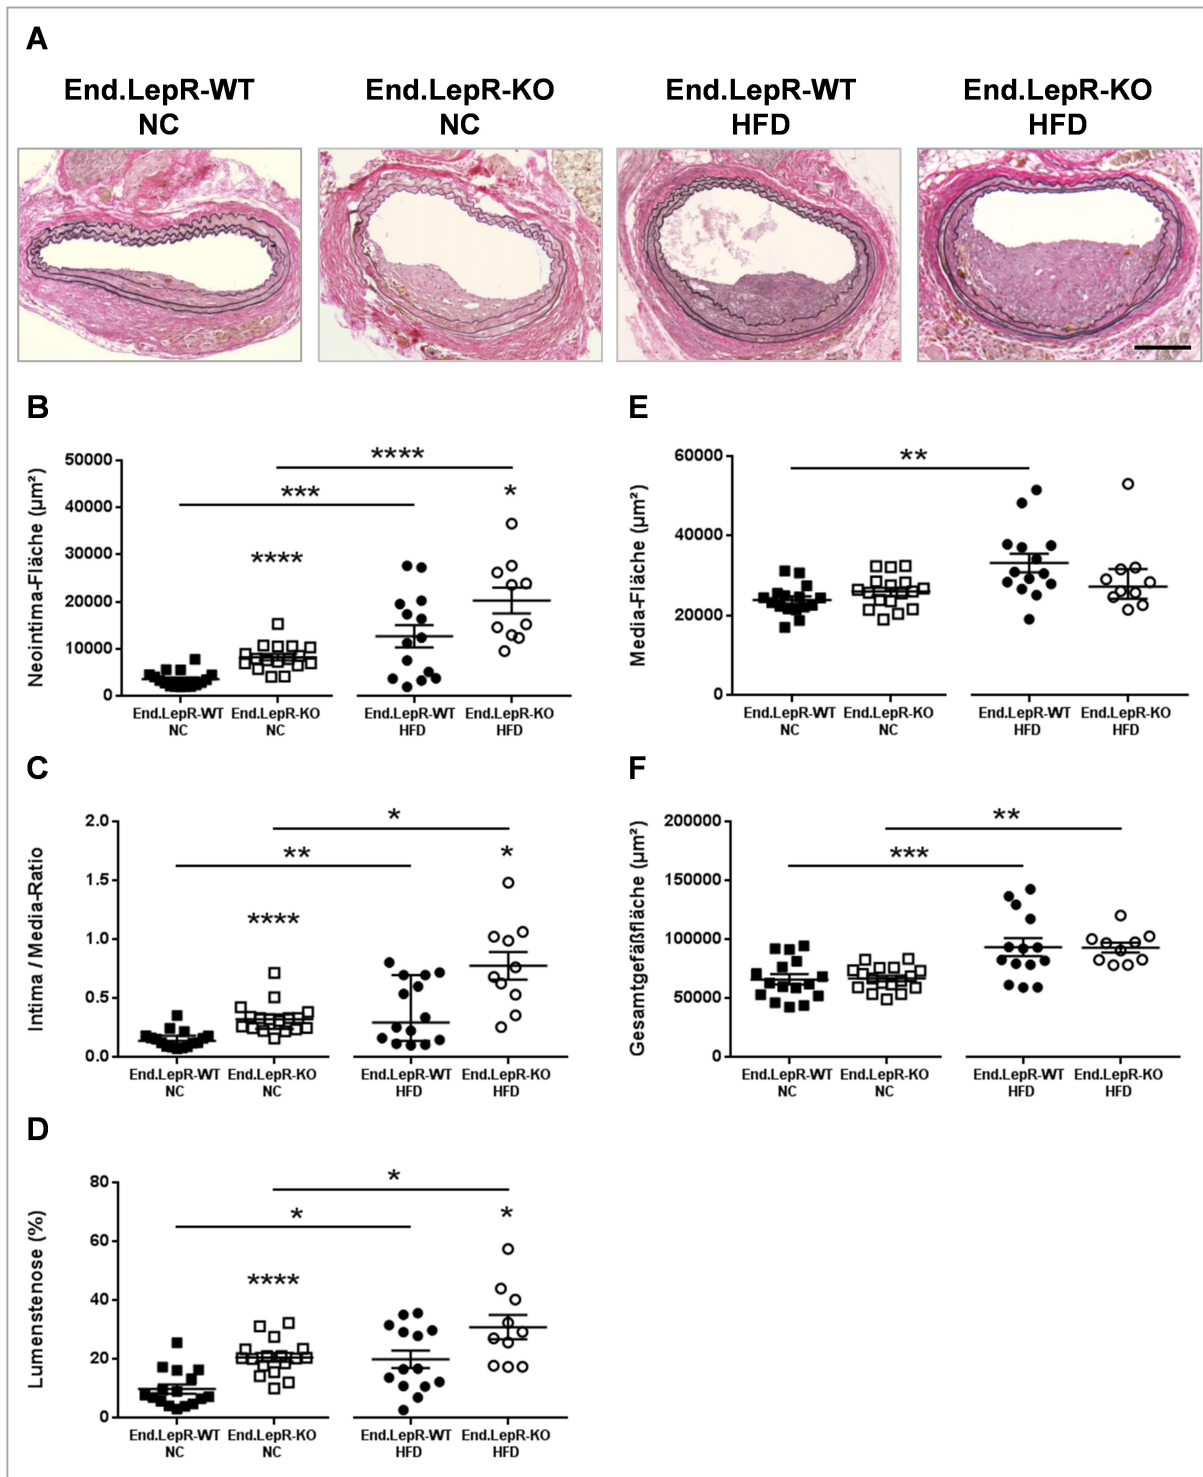 A
End.LepR-WT
NC
End.LepR-KO
NC
End.LepR-WT
HFD
End.LepR-KO
HFD
B
Neointima-Fläche (µm²)
50000
40000
30000
20000
10000
0
****
***
*
****
End.LepR-WT
NC
End.LepR-KO
NC
End.LepR-WT
HFD
End.LepR-KO
HFD
E
Media-Fläche (µm²)
60000
40000
20000
0
**
End.LepR-WT
NC
End.LepR-KO
NC
End.LepR-WT
HFD
End.LepR-KO
HFD
C
Intima / Media-Ratio
2.0
1.5
1.0
0.5
0.0
*
**
*
****
End.LepR-WT
NC
End.LepR-KO
NC
End.LepR-WT
HFD
End.LepR-KO
HFD
F
Gesamtgefäßfläche (µm²)
200000
150000
100000
50000
0
**
***
End.LepR-WT
NC
End.LepR-KO
NC
End.LepR-WT
HFD
End.LepR-KO
HFD
D
Lumenstenose (%)
80
60
40
20
0
*
*
*
****
End.LepR-WT
NC
End.LepR-KO
NC
End.LepR-WT
HFD
End.LepR-KO
HFD